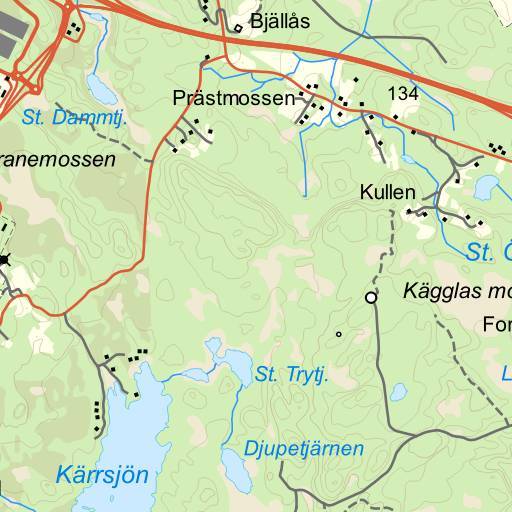 Bjällås
134
Prästmossen
St. Dammtj.
ranemossen
Kullen
St.
Kägglas mo
For
St. Trytj.
L
Djupetjärnen
Kärrsjön